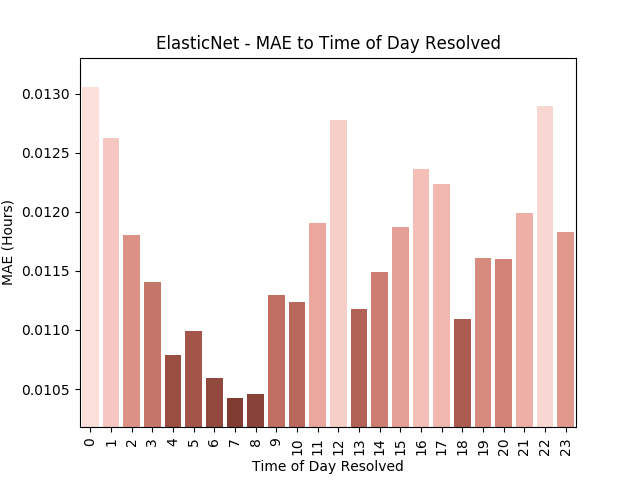 ElasticNet - MAE to Time of Day Resolved
MAE (Hours)
0.0130
0.0125
0.0120
0.0115
0.0110
0.0105
0 1 2 3 4 5 6 7 8 9 10 11 12 13 14 15 16 17 18 19 20 21 22 23
Time of Day Resolved